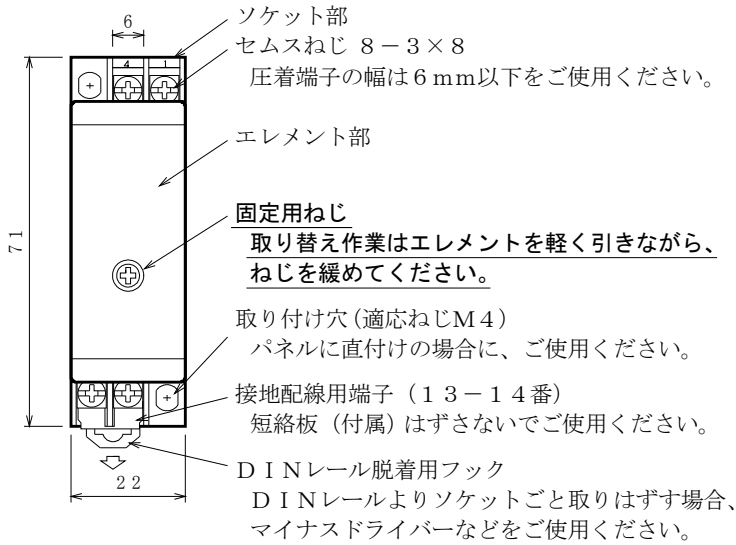 6
ソケット部
セムスねじ ８－３×８
圧着端子の幅は６mm以下をご使用ください。
4 1
エレメント部
71
固定用ねじ
取り替え作業はエレメントを軽く引きながら、
ねじを緩めてください。
取り付け穴(適応ねじＭ４)
パネルに直付けの場合に、ご使用ください。
接地配線用端子（１３－１４番）
短絡板（付属）はずさないでご使用ください。
ＤＩＮレール脱着用フック
22
ＤＩＮレールよりソケットごと取りはずす場合、
マイナスドライバーなどをご使用ください。